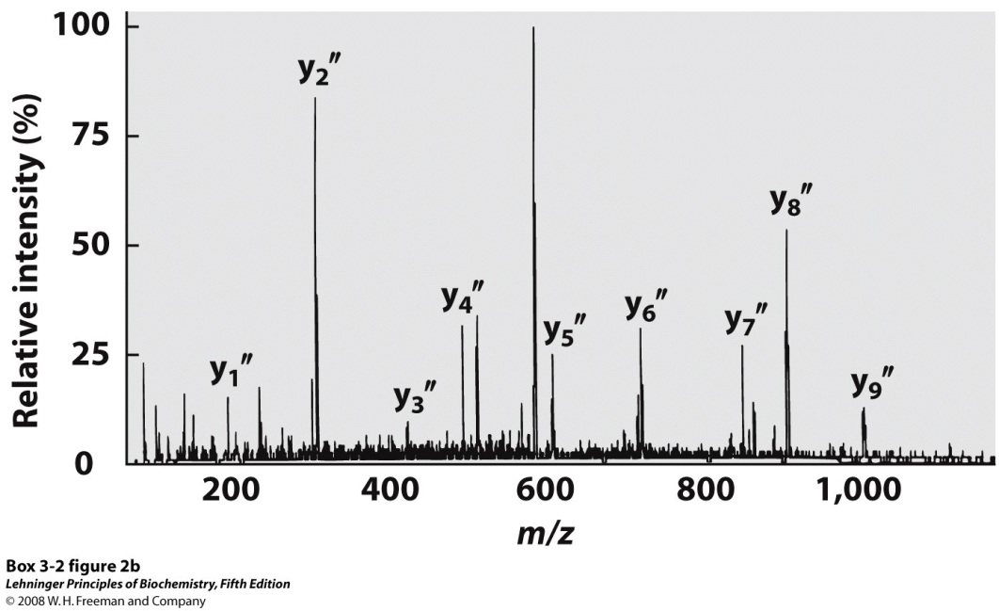 100
y₂″
75
y₈″
50
y₄″
y₆″
y₇″
y₅″
25
y₁″
y₃″
y₉″
0
Relative intensity (%)
200 400 600 800 1,000
m/z
Box 3-2 figure 2b
Lehninger Principles of Biochemistry, Fifth Edition
© 2008 W. H. Freeman and Company